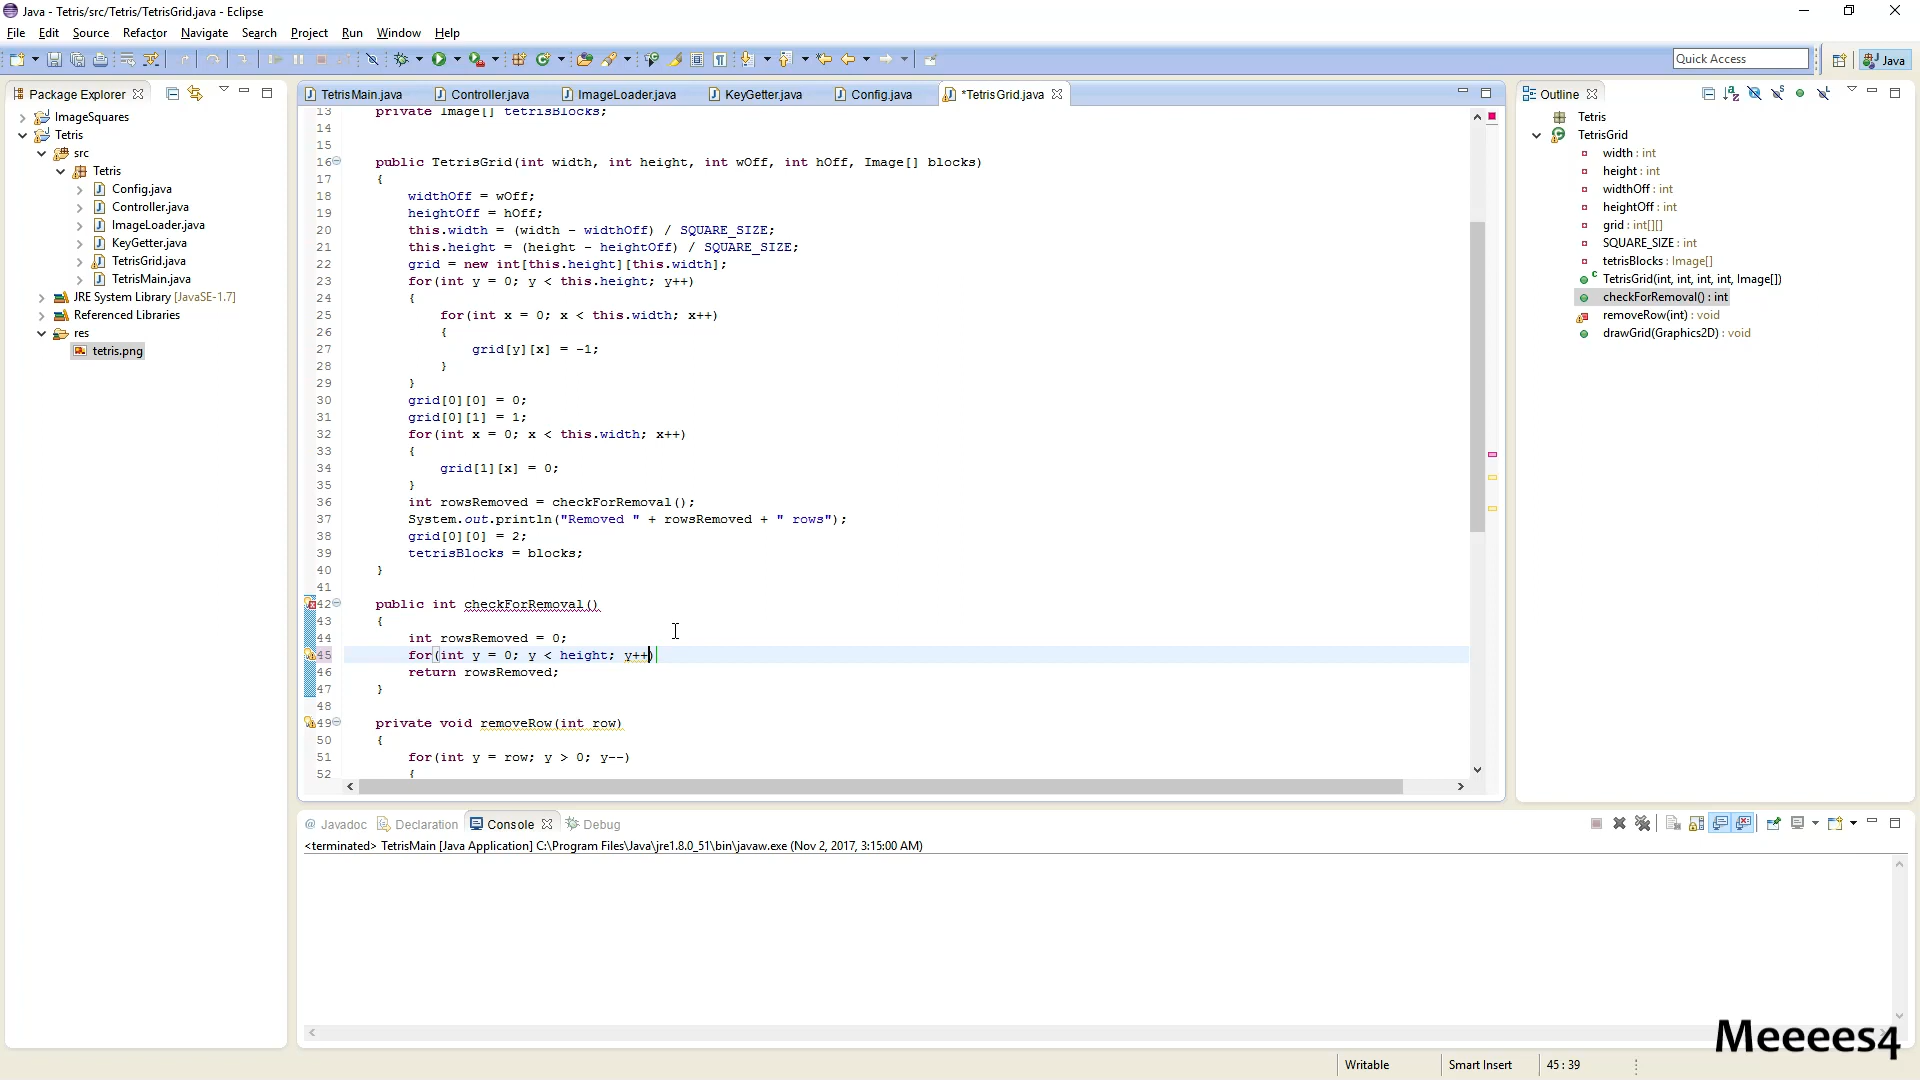 Java - Tetris/src/Tetris/TetrisGrid.java - Eclipse
File Edit Source Refactor Navigate Search Project Run Window Help
Quick Access
Java
Package Explorer
ImageSquares
Tetris
src
Tetris
Config.java
Controller.java
ImageLoader.java
KeyGetter.java
TetrisGrid.java
TetrisMain.java
JRE System Library [JavaSE-1.7]
Referenced Libraries
res
tetris.png
TetrisMain.java Controller.java ImageLoader.java KeyGetter.java Config.java *TetrisGrid.java
13 private Image[] tetrisBlocks;
14
15
16 public TetrisGrid(int width, int height, int wOff, int hOff, Image[] blocks)
17 {
18 widthOff = wOff;
19 heightOff = hOff;
20 this.width = (width - widthOff) / SQUARE_SIZE;
21 this.height = (height - heightOff) / SQUARE_SIZE;
22 grid = new int[this.height][this.width];
23 for(int y = 0; y < this.height; y++)
24 {
25 for(int x = 0; x < this.width; x++)
26 {
27 grid[y][x] = -1;
28 }
29 }
30 grid[0][0] = 0;
31 grid[0][1] = 1;
32 for(int x = 0; x < this.width; x++)
33 {
34 grid[1][x] = 0;
35 }
36 int rowsRemoved = checkForRemoval();
37 System.out.println("Removed " + rowsRemoved + " rows");
38 grid[0][0] = 2;
39 tetrisBlocks = blocks;
40 }
41
42 public int checkForRemoval()
43 {
44 int rowsRemoved = 0;
45 for(int y = 0; y < height; y++)
46 return rowsRemoved;
47 }
48
49 private void removeRow(int row)
50 {
51 for(int y = row; y > 0; y--)
52 {
Outline
Tetris
TetrisGrid
width : int
height : int
widthOff : int
heightOff : int
grid : int[][]
SQUARE_SIZE : int
tetrisBlocks : Image[]
TetrisGrid(int, int, int, int, Image[])
checkForRemoval() : int
removeRow(int) : void
drawGrid(Graphics2D) : void
@ Javadoc Declaration Console Debug
<terminated> TetrisMain [Java Application] C:\Program Files\Java\jre1.8.0_51\bin\javaw.exe (Nov 2, 2017, 3:15:00 AM)
Meeees4
Writable Smart Insert 45 : 39